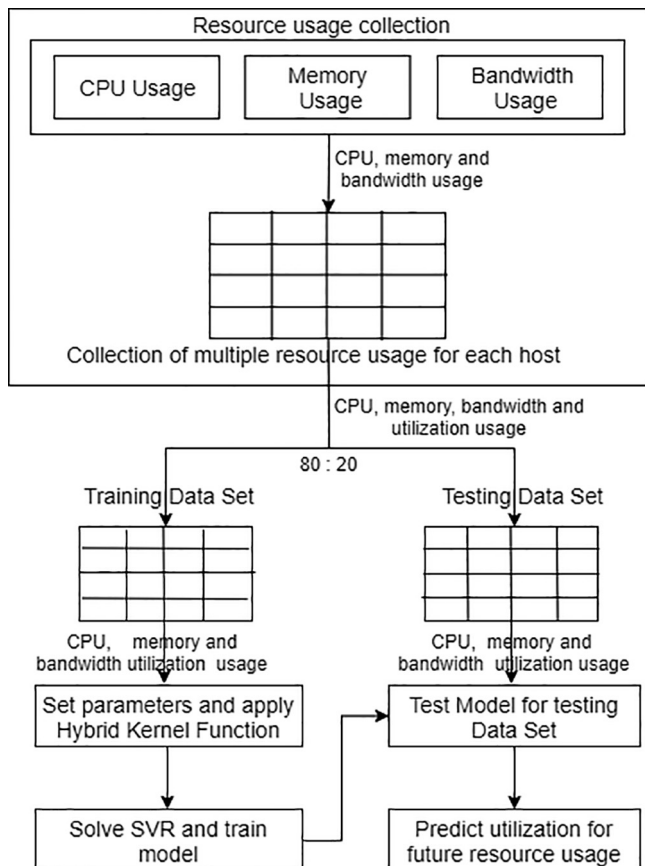 Resource usage collection
CPU Usage
Memory
Usage
Bandwidth
Usage
CPU, memory and
bandwidth usage
Collection of multiple resource usage for each host
CPU, memory, bandwidth and
utilization usage
80 : 20
Training Data Set
Testing Data Set
CPU, memory and
bandwidth utilization usage
CPU, memory and
bandwidth utilization usage
Set parameters and apply
Hybrid Kernel Function
Test Model for testing
Data Set
Solve SVR and train
model
Predict utilization for
future resource usage